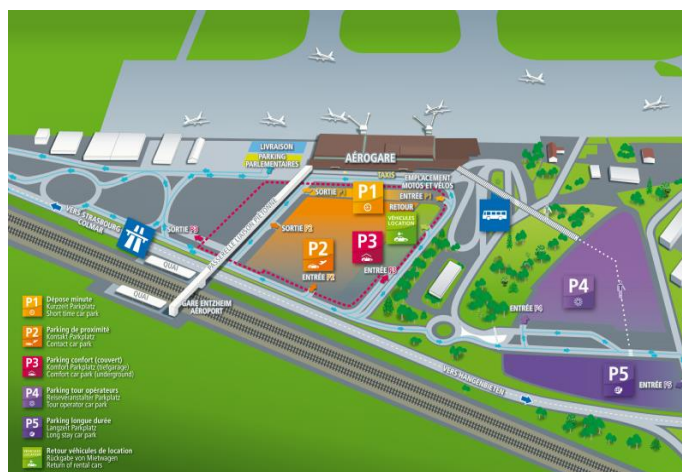 LIVRAISON
PARKING
PARLEMENTAIRES
AÉROGARE
TAXIS
EMPLACEMENT
MOTOS ET VÉLOS
P1
ENTRÉE P1
RETOUR
VÉHICULES
LOCATION
SORTIE
SORTIE P2
SORTIE P3
P2
P3
ENTRÉE P2
ENTRÉE
VERS STRASBOURG
COLMAR
QUAI
QUAI
PASSERELLE LIAISON PIÉTONNE
GARE ENTZHEIM
AÉROPORT
P4
ENTRÉE
P5
ENTRÉE
VERS HANGENBIETEN
P1 Dépose minute
Kurzzeit Parkplatz
Short time car park
P2 Parking de proximité
Kontakt Parkplatz
Contact car park
P3 Parking confort (couvert)
Komfort Parkplatz (tiefgarage)
Comfort car park (underground)
P4 Parking tour opérateurs
Reiseveranstalter Parkplatz
Tour operator car park
P5 Parking longue durée
Langzeit Parkplatz
Long stay car park
Retour véhicules de location
Rückgabe von Mietwagen
Return of rental cars